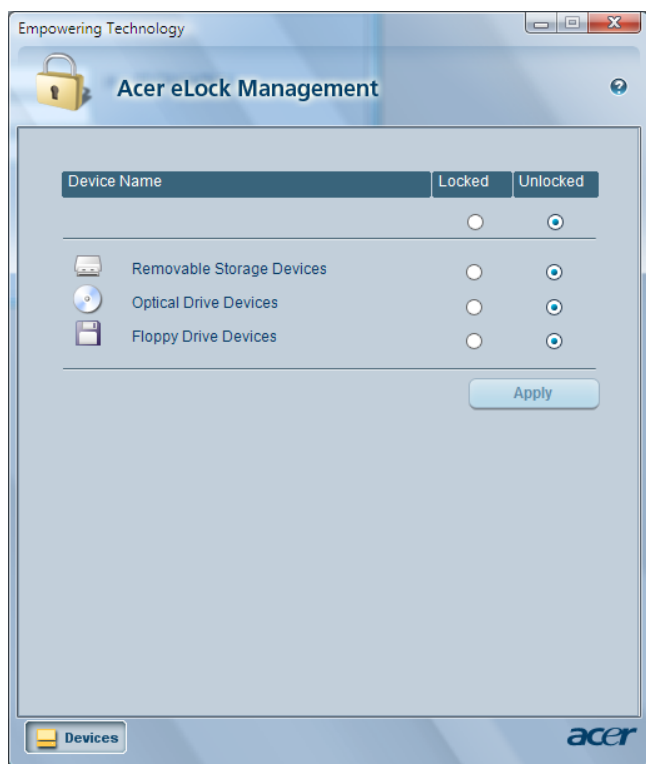 Empowering Technology
Acer eLock Management
Device Name Locked Unlocked
Removable Storage Devices
Optical Drive Devices
Floppy Drive Devices
Apply
Devices
acer